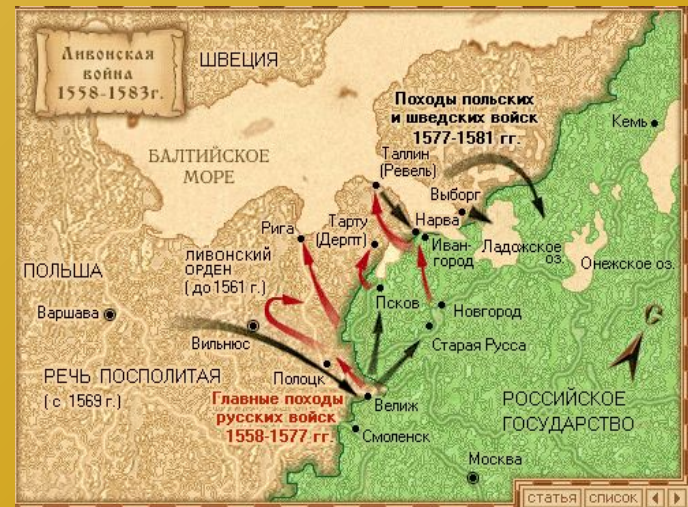 Ливонская
война
1558-1583г.
ШВЕЦИЯ
Походы польских
и шведских войск
1577-1581 гг.
Кемь
БАЛТИЙСКОЕ
МОРЕ
Таллин
(Ревель)
Выборг
Рига
Тарту
(Дерпт)
Нарва
Иван-
город
Ладожское
оз.
Онежское оз.
ЛИВОНСКИЙ
ОРДЕН
(до 1561 г.)
ПОЛЬША
Варшава
Псков
Новгород
С
Вильнюс
Старая Русса
РЕЧЬ ПОСПОЛИТАЯ
(с 1569 г.)
Полоцк
Главные походы
русских войск
1558-1577 гг.
Велиж
Смоленск
РОССИЙСКОЕ
ГОСУДАРСТВО
Москва
статья список